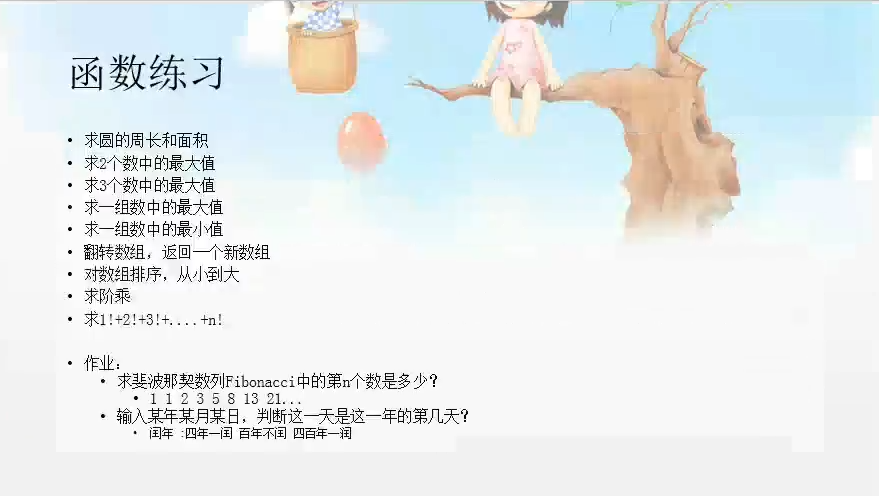 函数练习
• 求圆的周长和面积
• 求2个数中的最大值
• 求3个数中的最大值
• 求一组数中的最大值
• 求一组数中的最小值
• 翻转数组，返回一个新数组
• 对数组排序，从小到大
• 求阶乘
• 求1!+2!+3!+....+n!
• 作业：
• 求斐波那契数列Fibonacci中的第n个数是多少？
• 1 1 2 3 5 8 13 21...
• 输入某年某月某日，判断这一天是这一年的第几天？
• 闰年 :四年一闰 百年不闰 四百年一润